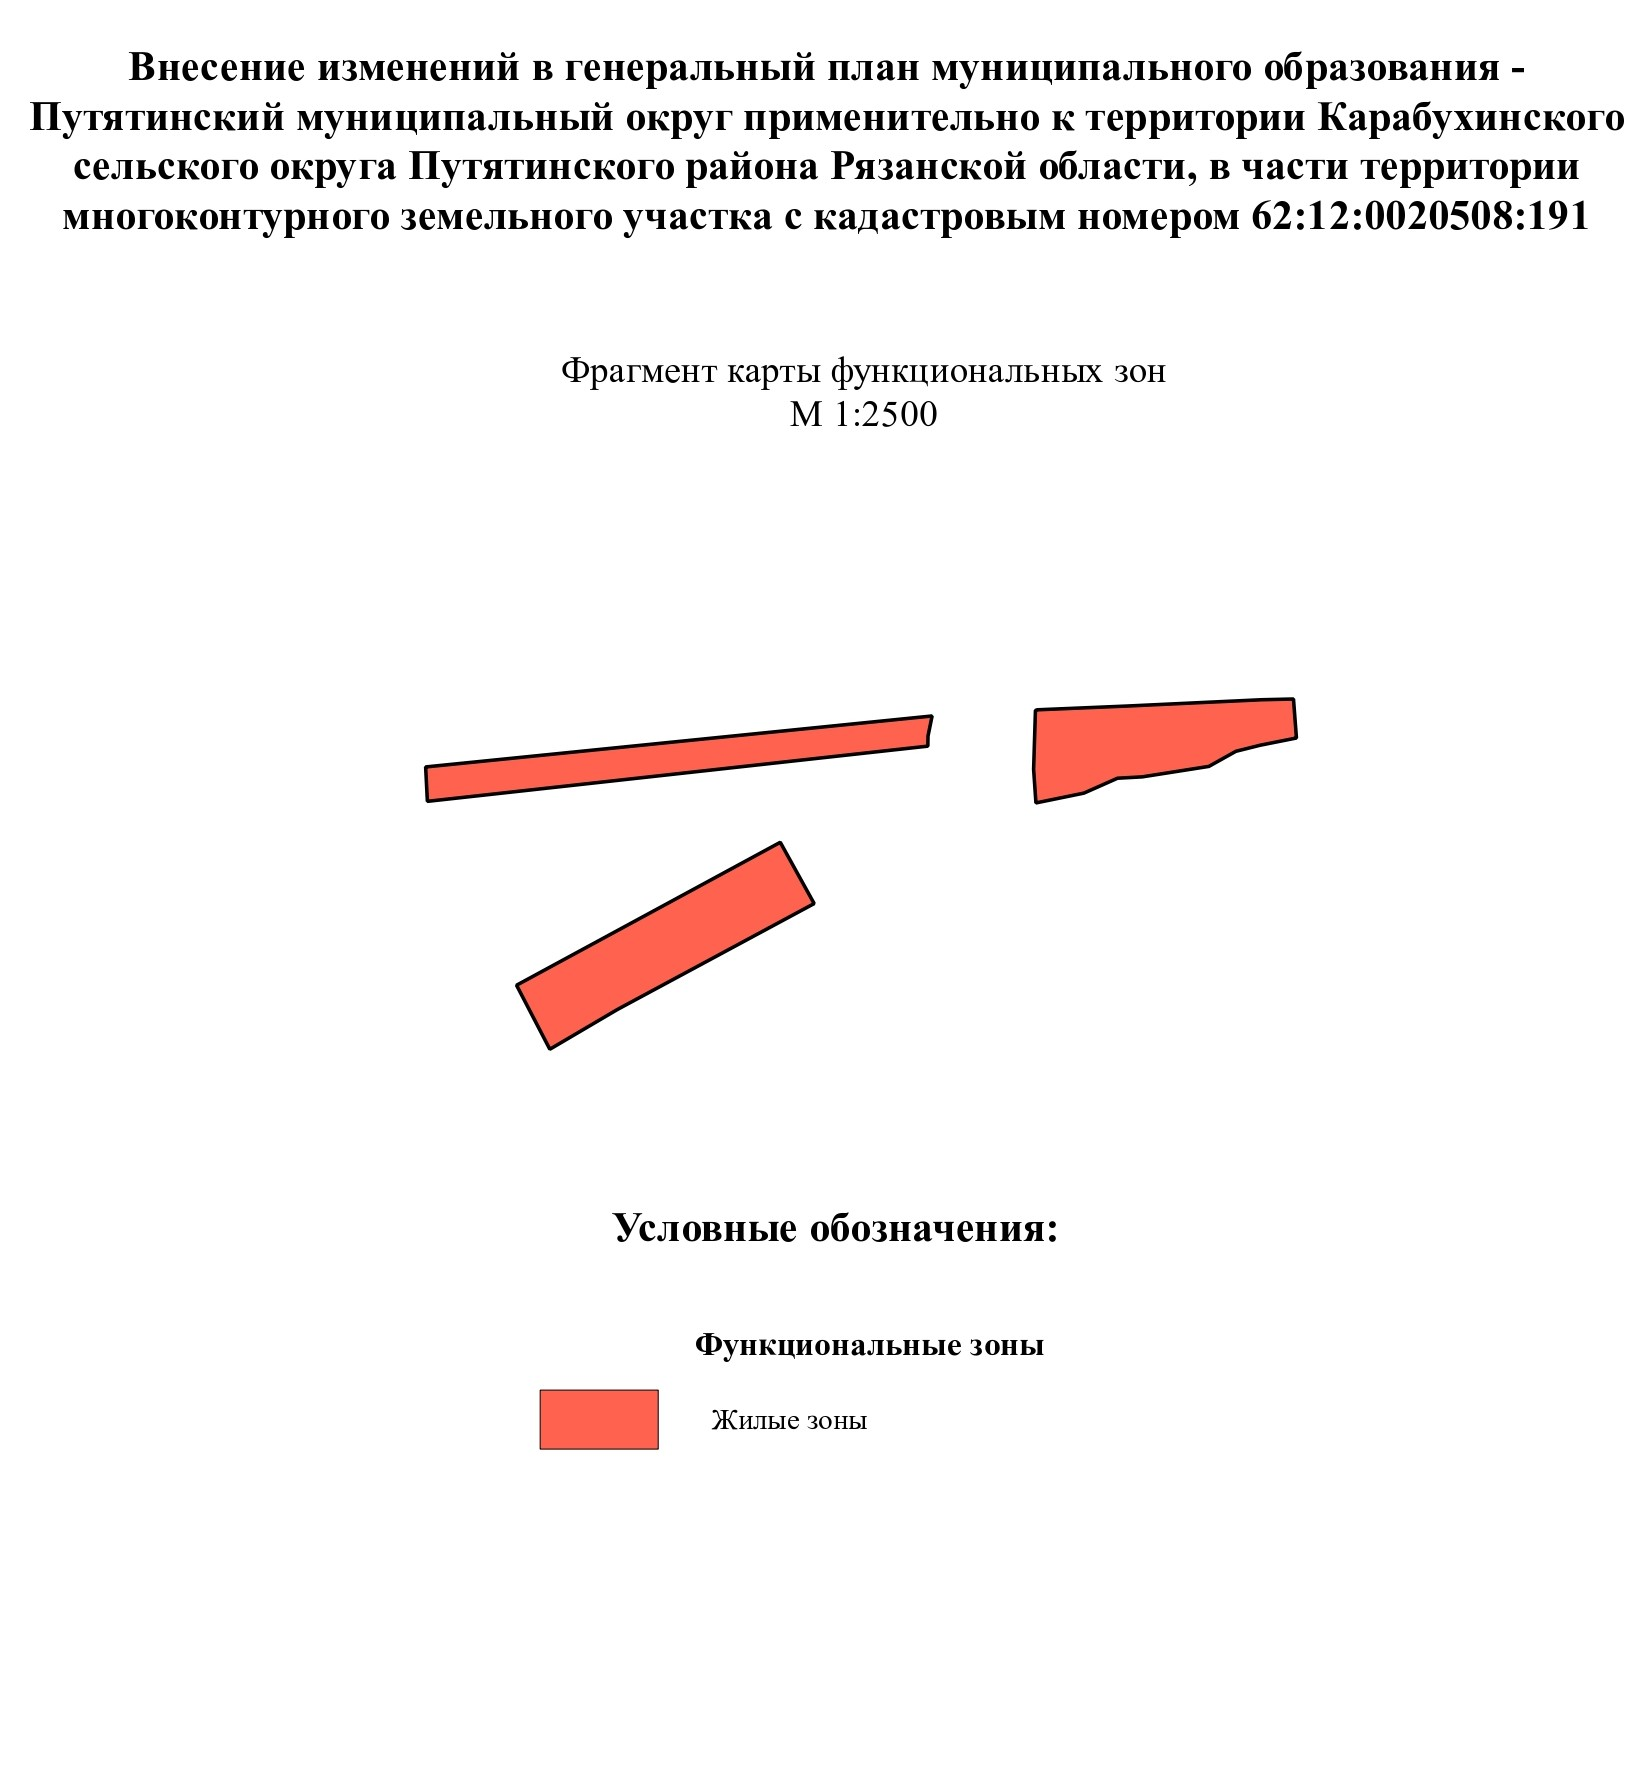 Внесение изменений в генеральный план муниципального образования -
Путятинский муниципальный округ применительно к территории Карабухинского
сельского округа Путятинского района Рязанской области, в части территории
многоконтурного земельного участка с кадастровым номером 62:12:0020508:191
Фрагмент карты функциональных зон
М 1:2500
Условные обозначения:
Функциональные зоны
Жилые зоны